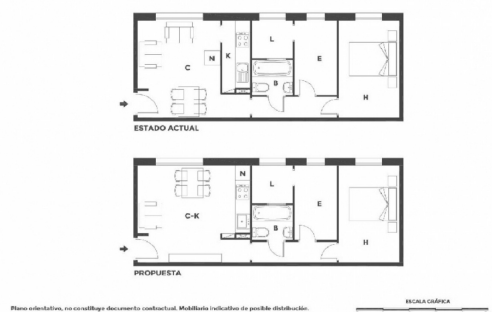 L
N
K
C
E
B
H
ESTADO ACTUAL
N
L
C-K
E
B
H
PROPUESTA
ESCALA GRÁFICA
Plano orientativo, no constituye documento contractual. Mobiliario indicativo de posible distribución.